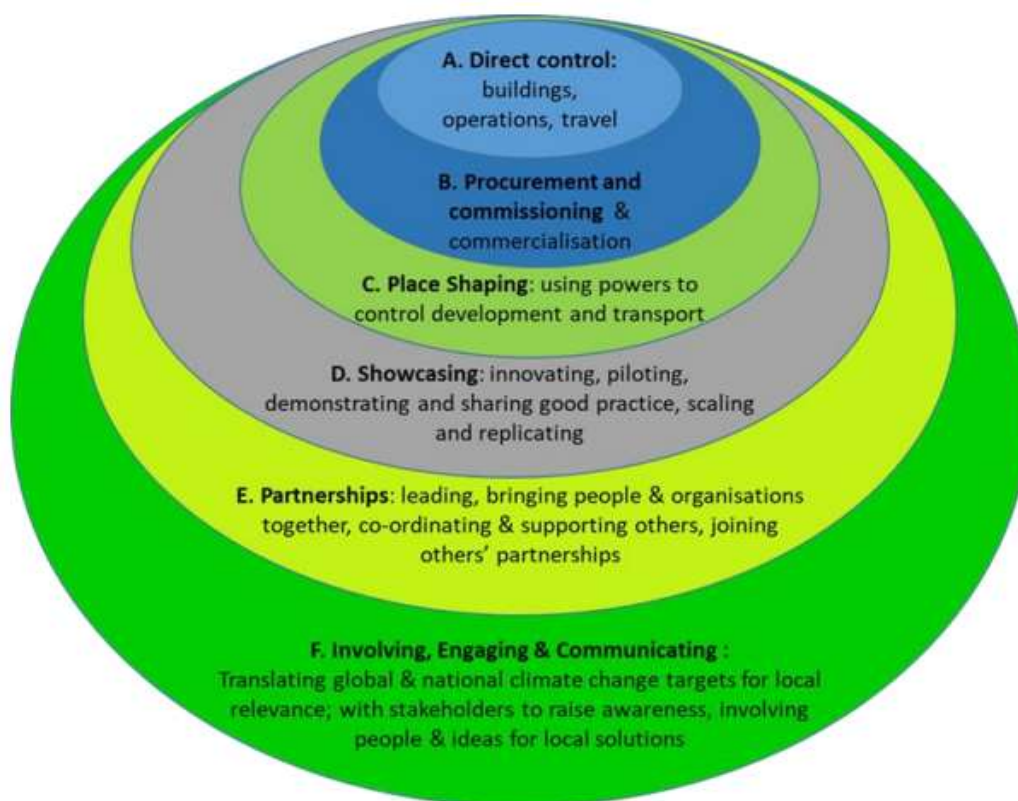 A. Direct control:
buildings,
operations, travel
B. Procurement and
commissioning &
commercialisation
C. Place Shaping: using powers to
control development and transport
D. Showcasing: innovating, piloting,
demonstrating and sharing good practice, scaling
and replicating
E. Partnerships: leading, bringing people & organisations
together, co-ordinating & supporting others, joining
others’ partnerships
F. Involving, Engaging & Communicating :
Translating global & national climate change targets for local
relevance; with stakeholders to raise awareness, involving
people & ideas for local solutions